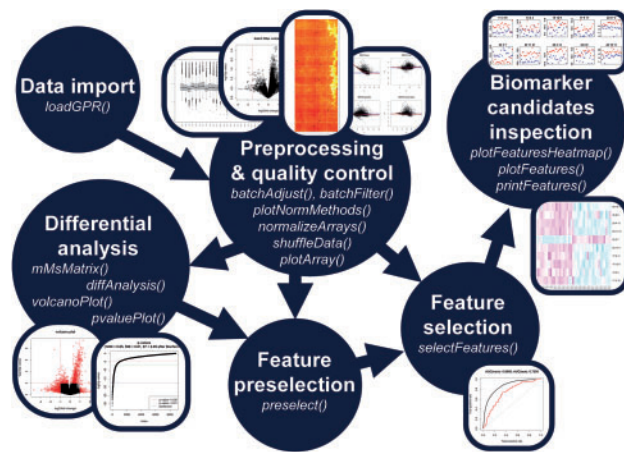 Data import
loadGPR()
Preprocessing
& quality control
batchAdjust(), batchFilter()
plotNormMethods()
normalizeArrays()
shuffleData()
plotArray()
Biomarker
candidates
inspection
plotFeaturesHeatmap()
plotFeatures()
printFeatures()
Differential
analysis
mMsMatrix()
diffAnalysis()
volcanoPlot()
pvaluePlot()
Feature
preselection
preselect()
Feature
selection
selectFeatures()